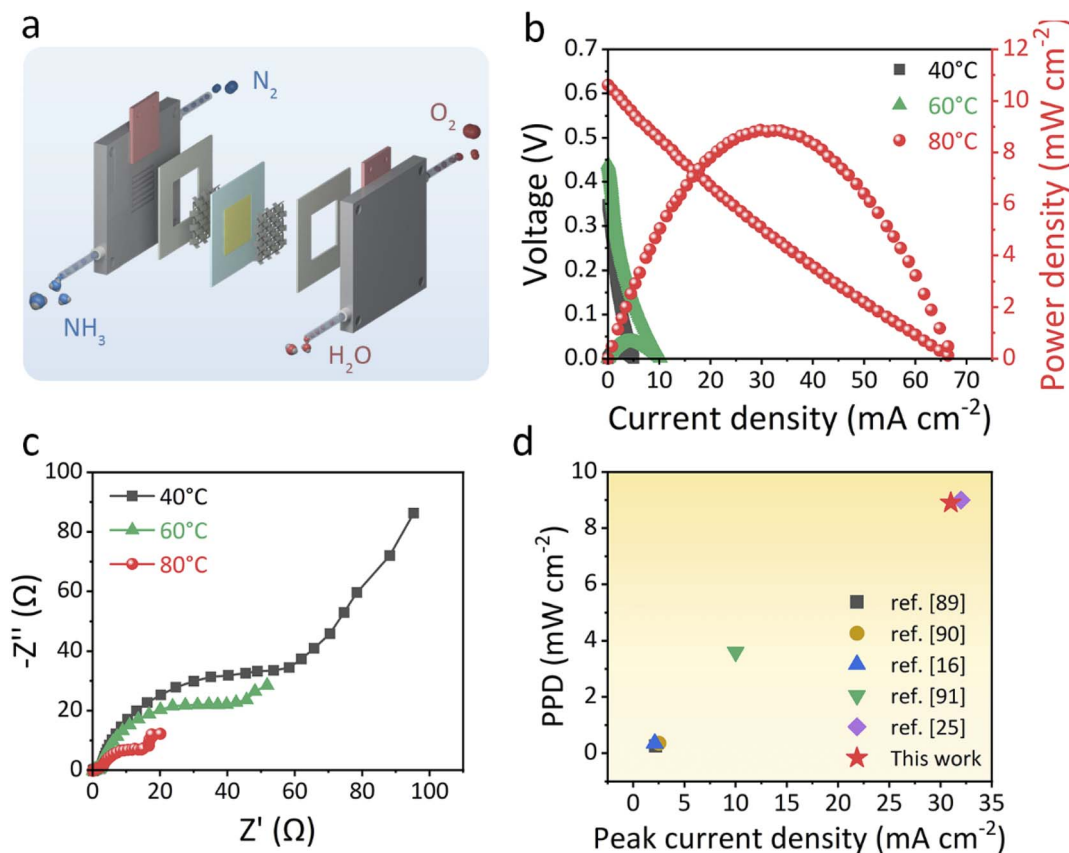 a
N₂
O₂
NH₃
H₂O
b
0.7
0.6
0.5
0.4
0.3
0.2
0.1
0.0
Voltage (V)
40°C
60°C
80°C
12
10
8
6
4
2
0
Power density (mW cm⁻²)
0 10 20 30 40 50 60 70
Current density (mA cm⁻²)
c
100
80
60
40
20
0
-Z" (Ω)
40°C
60°C
80°C
0 20 40 60 80 100
Z' (Ω)
d
10
8
6
4
2
0
PPD (mW cm⁻²)
ref. [89]
ref. [90]
ref. [16]
ref. [91]
ref. [25]
This work
0 5 10 15 20 25 30 35
Peak current density (mA cm⁻²)